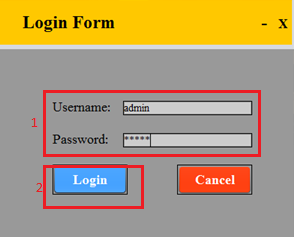 Login Form - X
1 Username: admin
Password: *****
2 Login Cancel